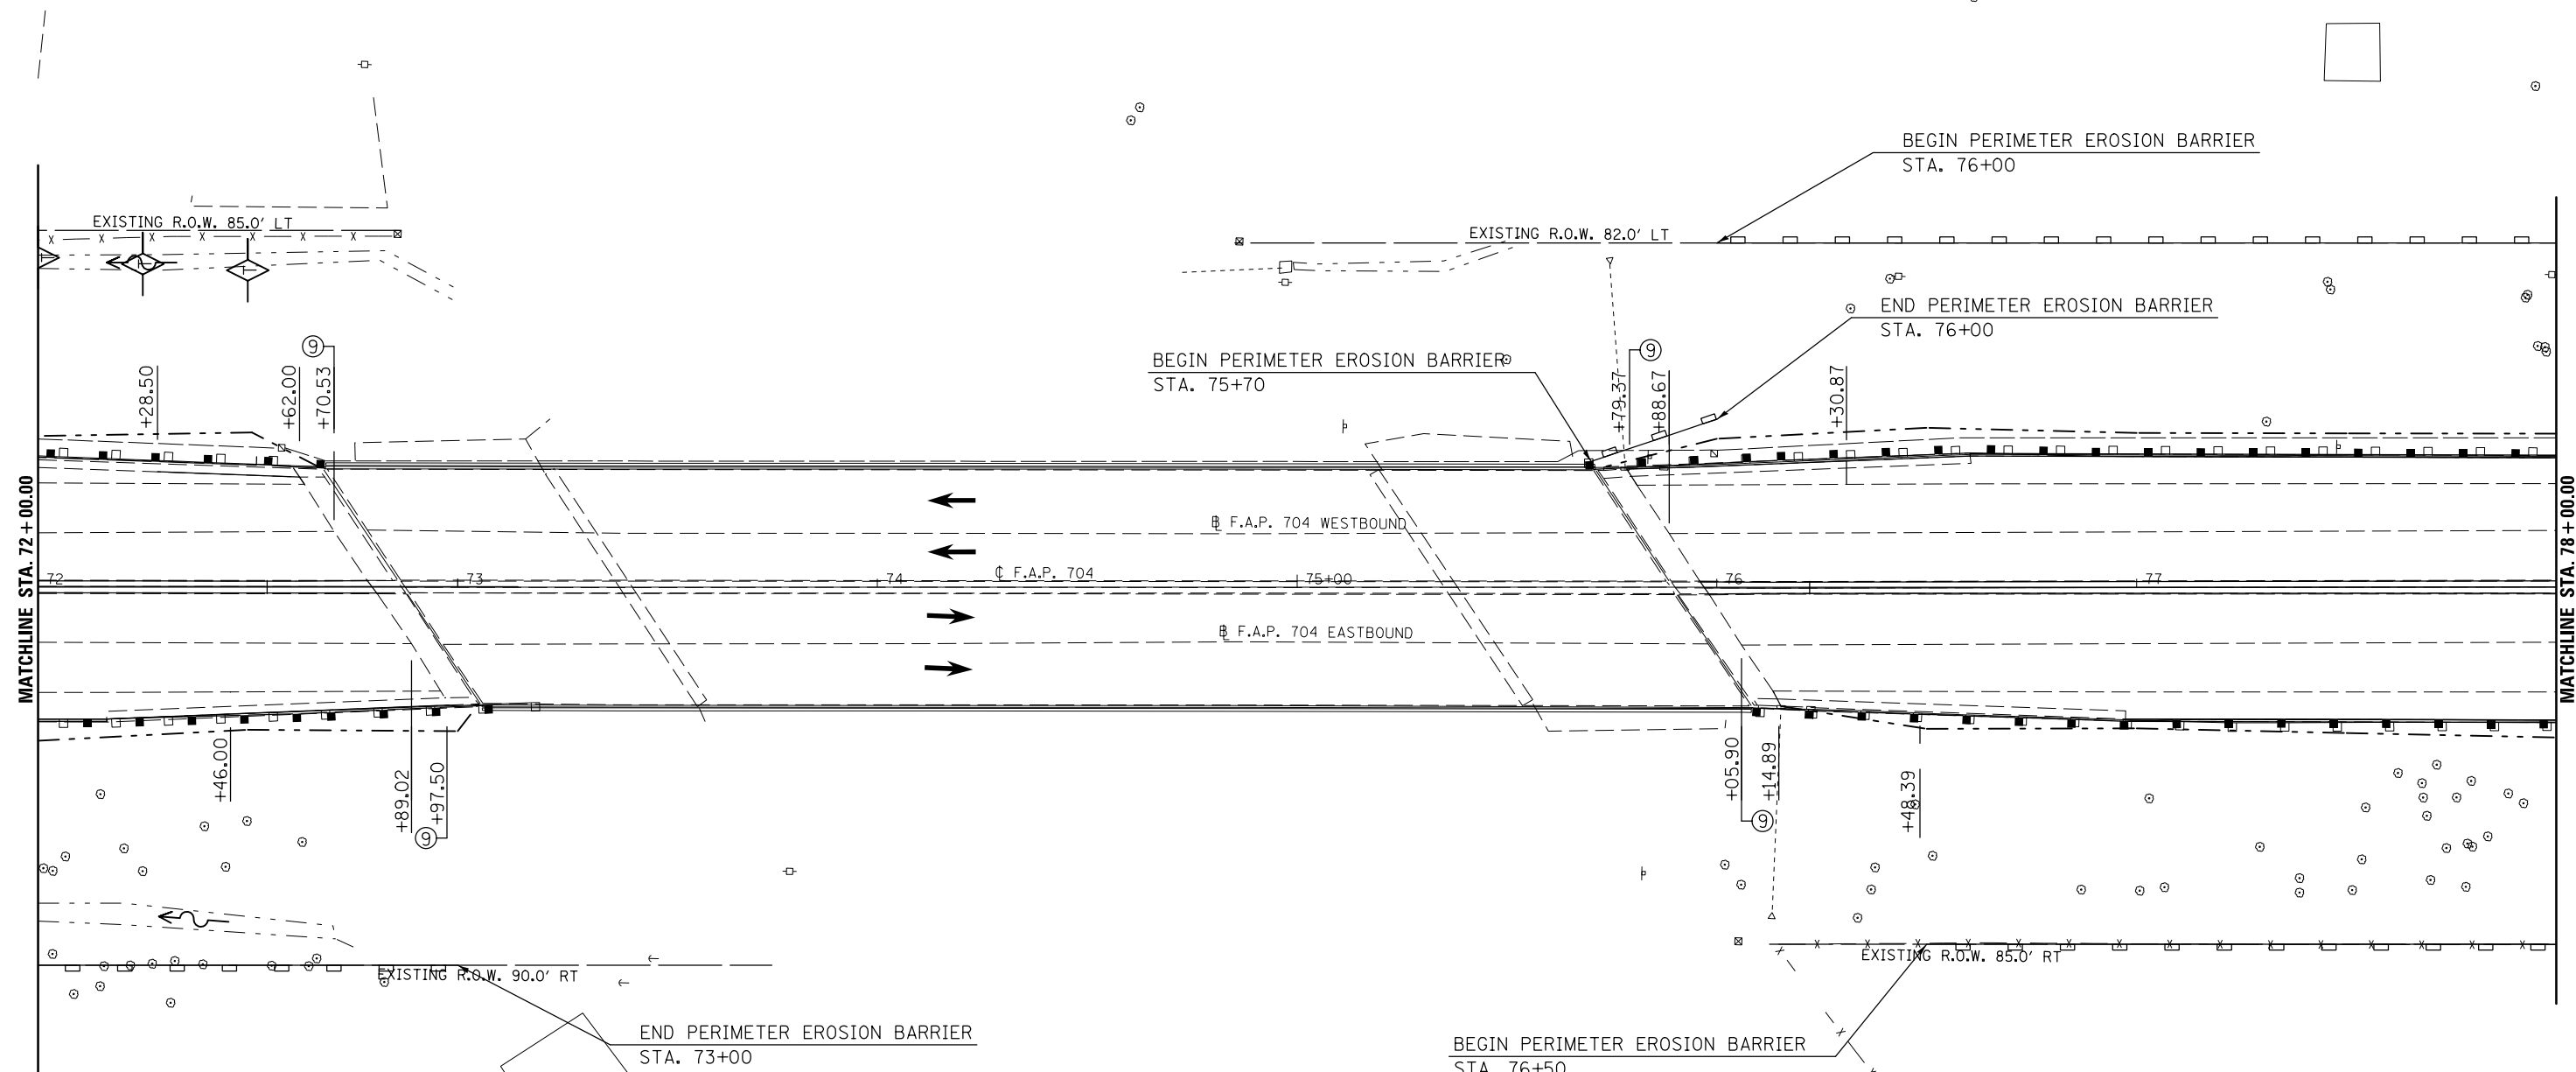 BEGIN PERIMETER EROSION BARRIER
STA. 76+00
EXISTING R.O.W. 85.0' LT
EXISTING R.O.W. 82.0' LT
END PERIMETER EROSION BARRIER
STA. 76+00
BEGIN PERIMETER EROSION BARRIER
STA. 75+70
9
9
+28.50
+62.00
+70.53
+79.37
+88.67
+30.87
MATCHLINE STA. 72+00.00
MATCHLINE STA. 78+00.00
B F.A.P. 704 WESTBOUND
72
73
74
℄ F.A.P. 704
75+00
76
77
B F.A.P. 704 EASTBOUND
+46.00
+89.02
+97.50
9
+05.90
+14.89
+48.39
9
EXISTING R.O.W. 90.0' RT
EXISTING R.O.W. 85.0' RT
END PERIMETER EROSION BARRIER
STA. 73+00
BEGIN PERIMETER EROSION BARRIER
STA. 76+50